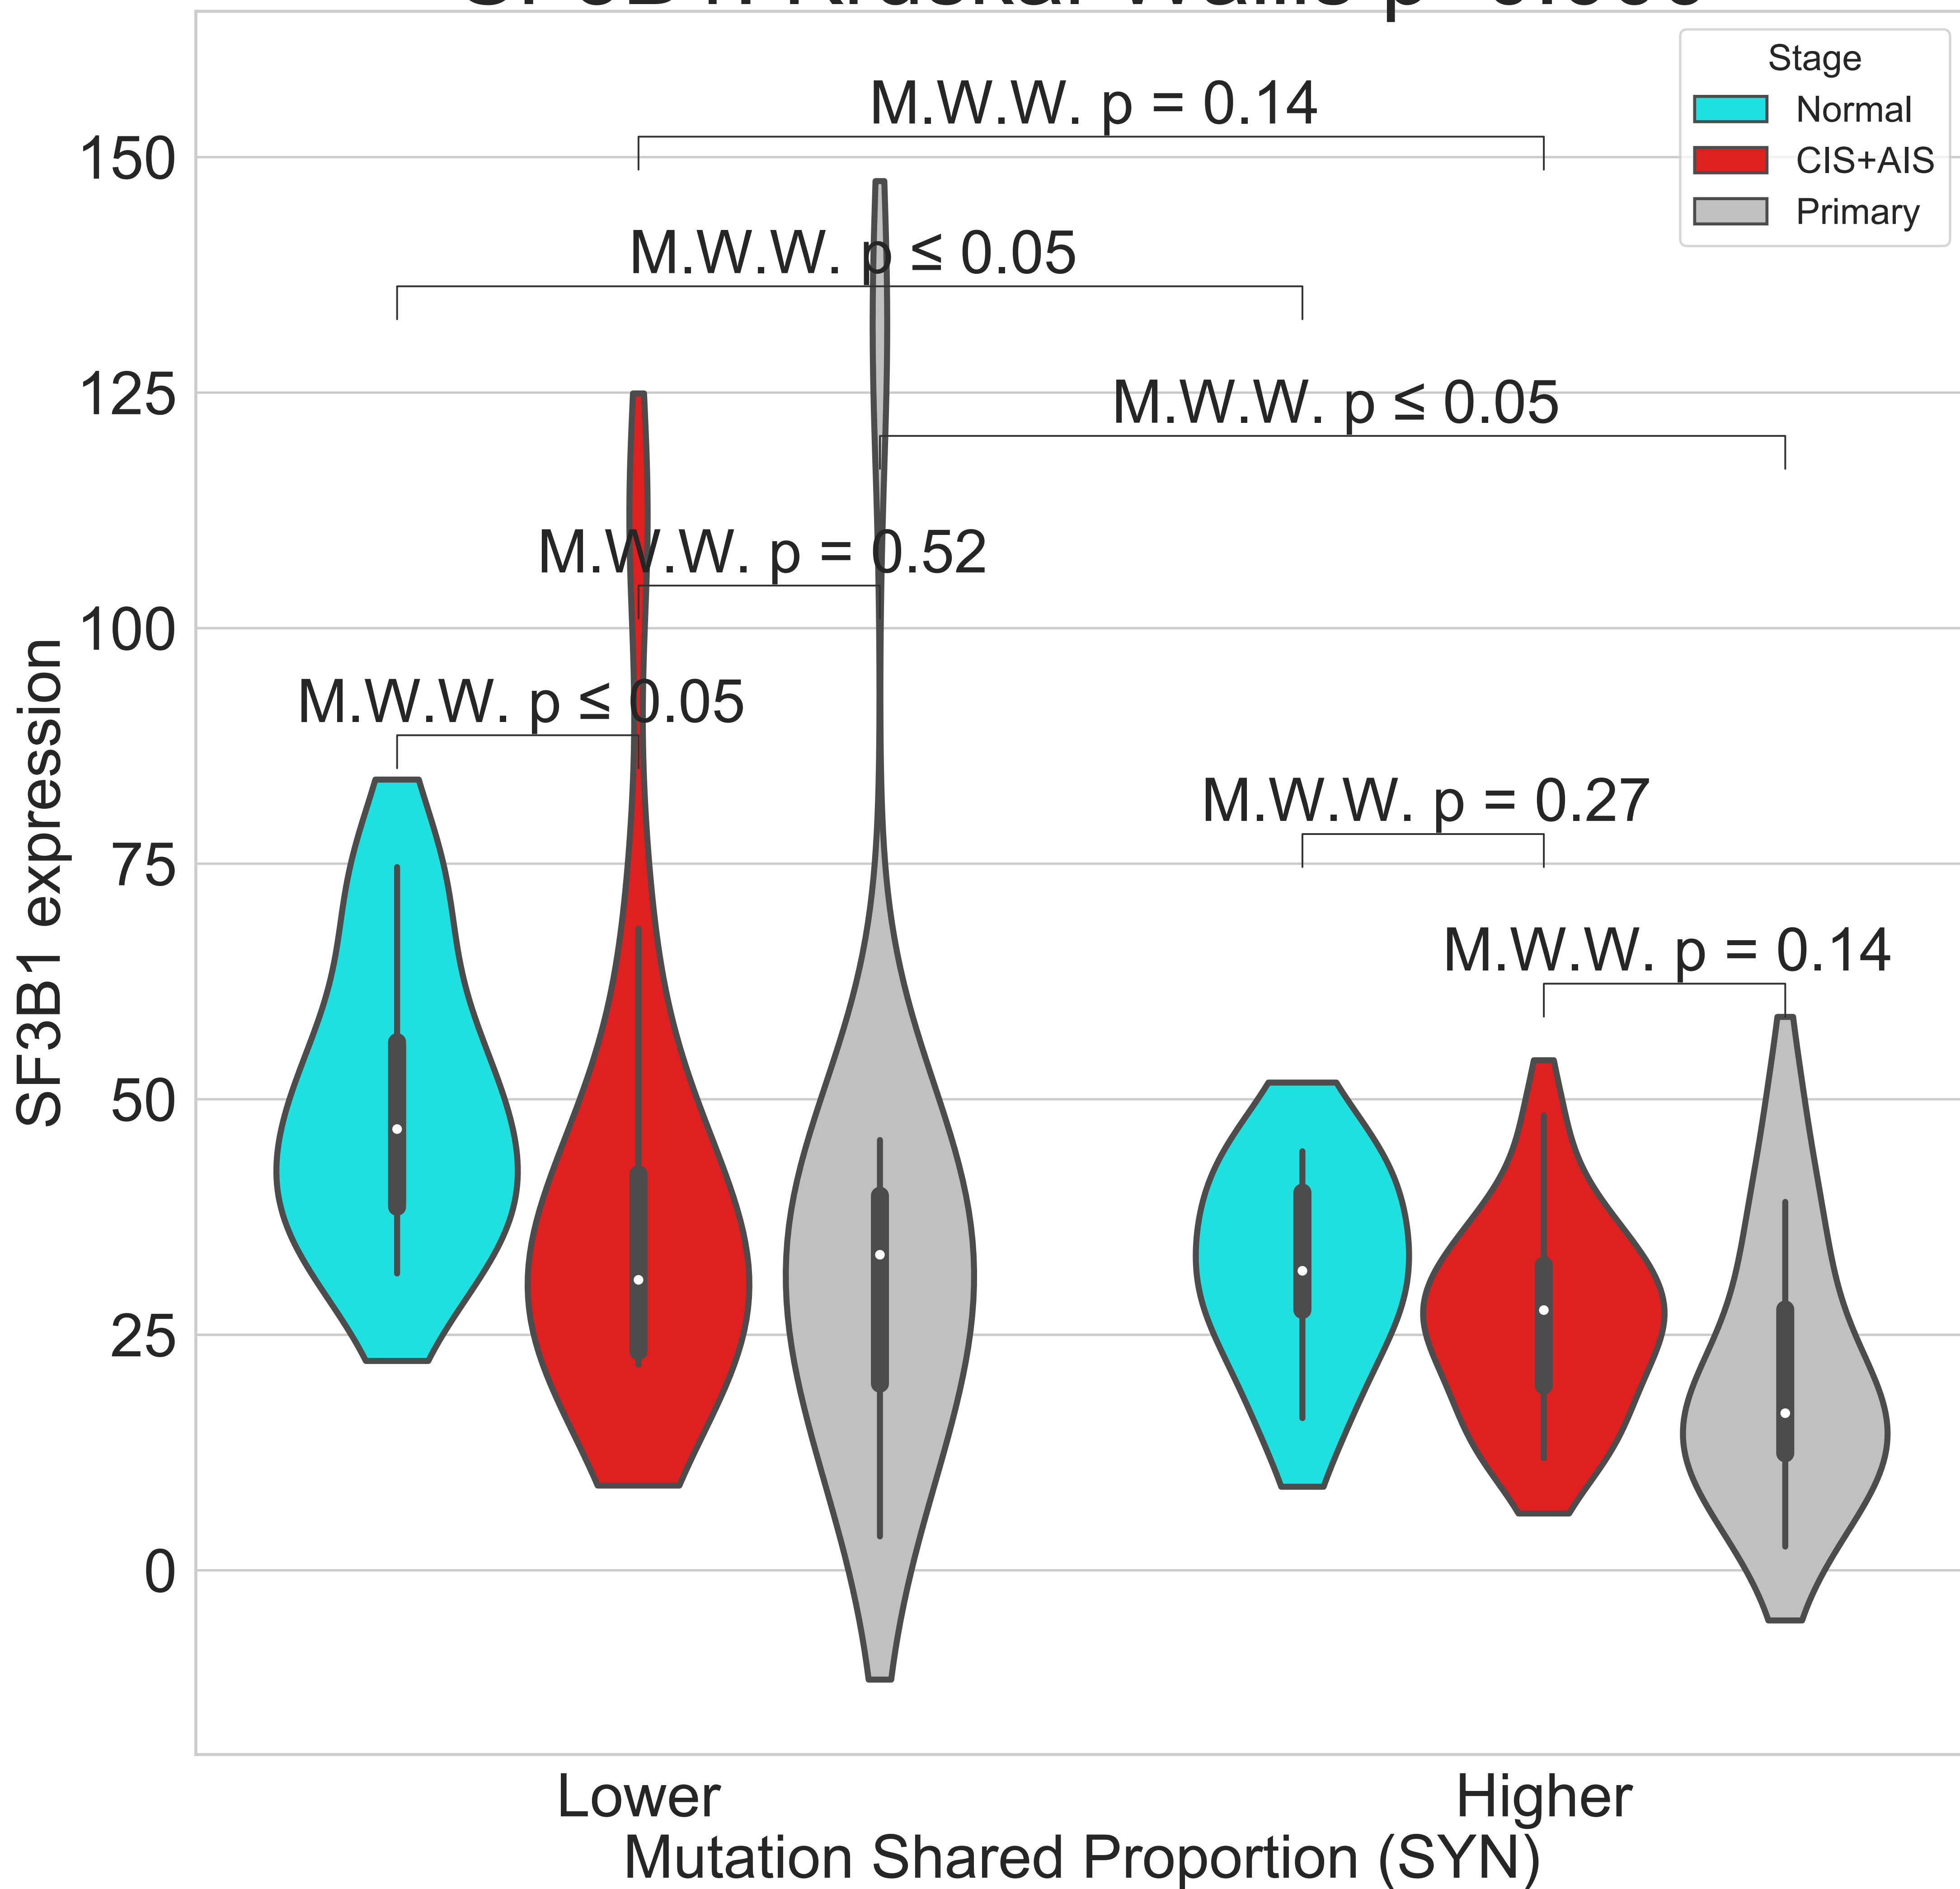 Stage
Normal
CIS+AIS
Primary
M.W.W. p = 0.14
M.W.W. p ≤ 0.05
M.W.W. p ≤ 0.05
M.W.W. p = 0.52
M.W.W. p ≤ 0.05
M.W.W. p = 0.27
M.W.W. p = 0.14
150
125
100
75
50
25
0
SF3B1 expression
Lower
Higher
Mutation Shared Proportion (SYN)